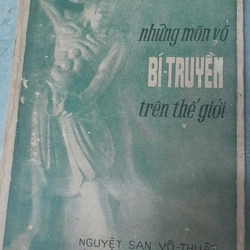 những môn võ
BÍ-TRUYỀN
trên thế giới
NGUYỆT SAN VÕ-THUẬT